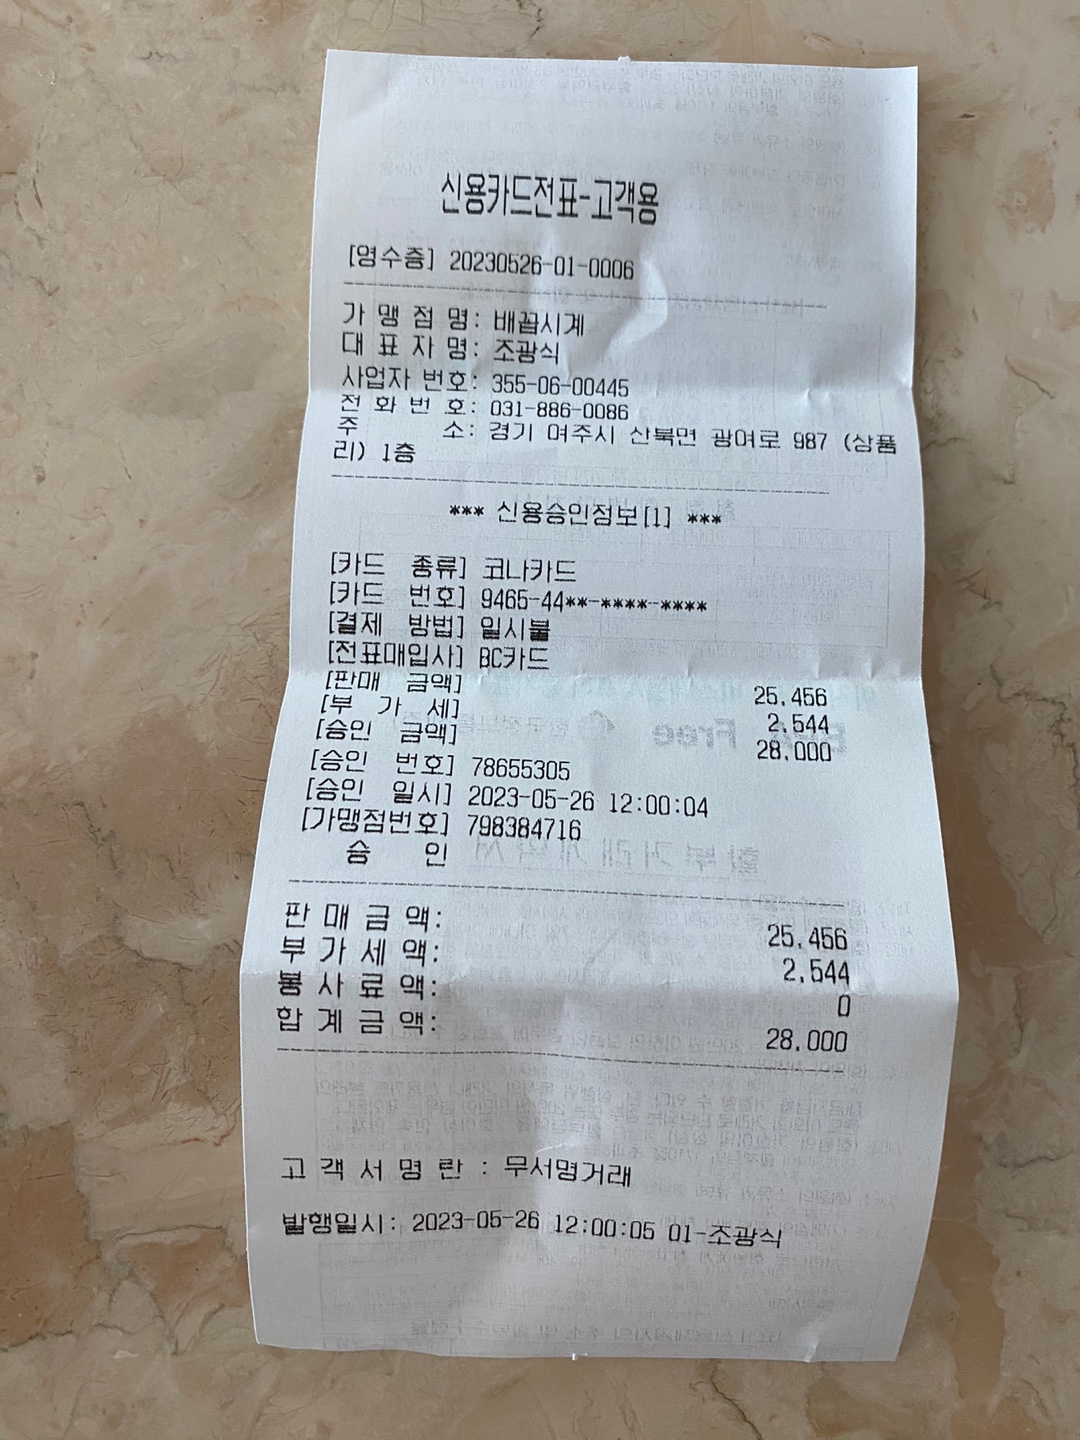 신용카드전표-고객용
[영수증] 20230526-01-0006
가 맹 점 명: 배꼽시계
대 표 자 명: 조광식
사업자 번호: 355-06-00445
전 화 번 호: 031-886-0086
주 소: 경기 여주시 산북면 광여로 987 (상품
리) 1층
*** 신용승인정보[1] ***
[카드 종류] 코나카드
[카드 번호] 9465-44**-****-****
[결제 방법] 일시불
[전표매입사] BC카드
[판매 금액] 25,456
[부 가 세] 2,544
[승인 금액] 28,000
[승인 번호] 78655305
[승인 일시] 2023-05-26 12:00:04
[가맹점번호] 798384716
승 인
판 매 금 액: 25,456
부 가 세 액: 2,544
봉 사 료 액: 0
합 계 금 액: 28,000
고 객 서 명 란 : 무서명거래
발행일시: 2023-05-26 12:00:05 01-조광식